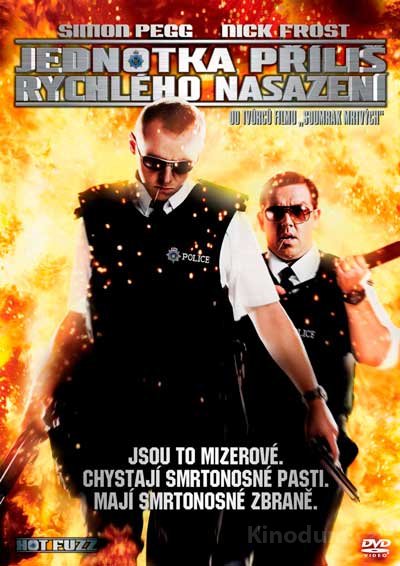 SIMON PEGG NICK FROST
JEDNOTKA PŘÍLIŠ
RYCHLÉHO NASAZENÍ
OD TVŮRCŮ FILMU „SOUMRAK MRTVÝCH“
POLICE
JSOU TO MIZEROVÉ.
CHYSTAJÍ SMRTONOSNÉ PASTI.
MAJÍ SMRTONOSNÉ ZBRANĚ.
HOT FUZZ
DVD
VIDEO